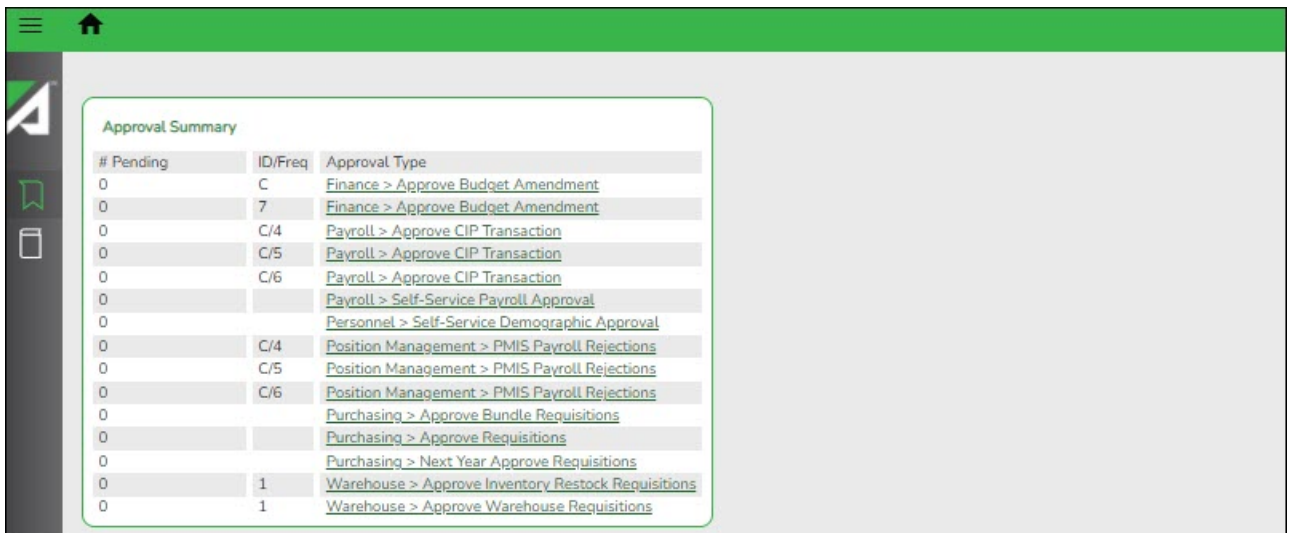 Approval Summary
# Pending ID/Freq Approval Type
0 C Finance > Approve Budget Amendment
0 7 Finance > Approve Budget Amendment
0 C/4 Payroll > Approve CIP Transaction
0 C/5 Payroll > Approve CIP Transaction
0 C/6 Payroll > Approve CIP Transaction
0 Payroll > Self-Service Payroll Approval
0 Personnel > Self-Service Demographic Approval
0 C/4 Position Management > PMIS Payroll Rejections
0 C/5 Position Management > PMIS Payroll Rejections
0 C/6 Position Management > PMIS Payroll Rejections
0 Purchasing > Approve Bundle Requisitions
0 Purchasing > Approve Requisitions
0 Purchasing > Next Year Approve Requisitions
0 1 Warehouse > Approve Inventory Restock Requisitions
0 1 Warehouse > Approve Warehouse Requisitions